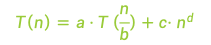 T(n) = a · T (n/b) + c · n^d